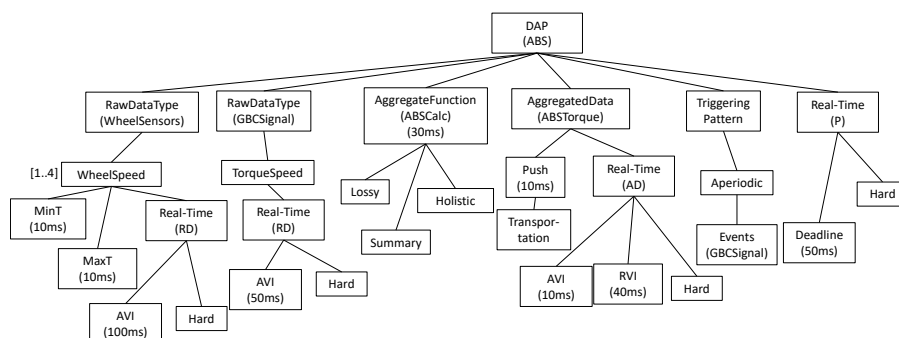 DAP
(ABS)
RawDataType
(WheelSensors)
RawDataType
(GBCSignal)
AggregateFunction
(ABSCalc)
(30ms)
AggregatedData
(ABSTorque)
Triggering
Pattern
Real-Time
(P)
[1..4]
WheelSpeed
TorqueSpeed
Lossy
Summary
Holistic
Push
(10ms)
Transpor-
tation
Real-Time
(AD)
Aperiodic
Events
(GBCSignal)
Deadline
(50ms)
Hard
MinT
(10ms)
MaxT
(10ms)
Real-Time
(RD)
AVI
(100ms)
Hard
Real-Time
(RD)
AVI
(50ms)
Hard
AVI
(10ms)
RVI
(40ms)
Hard